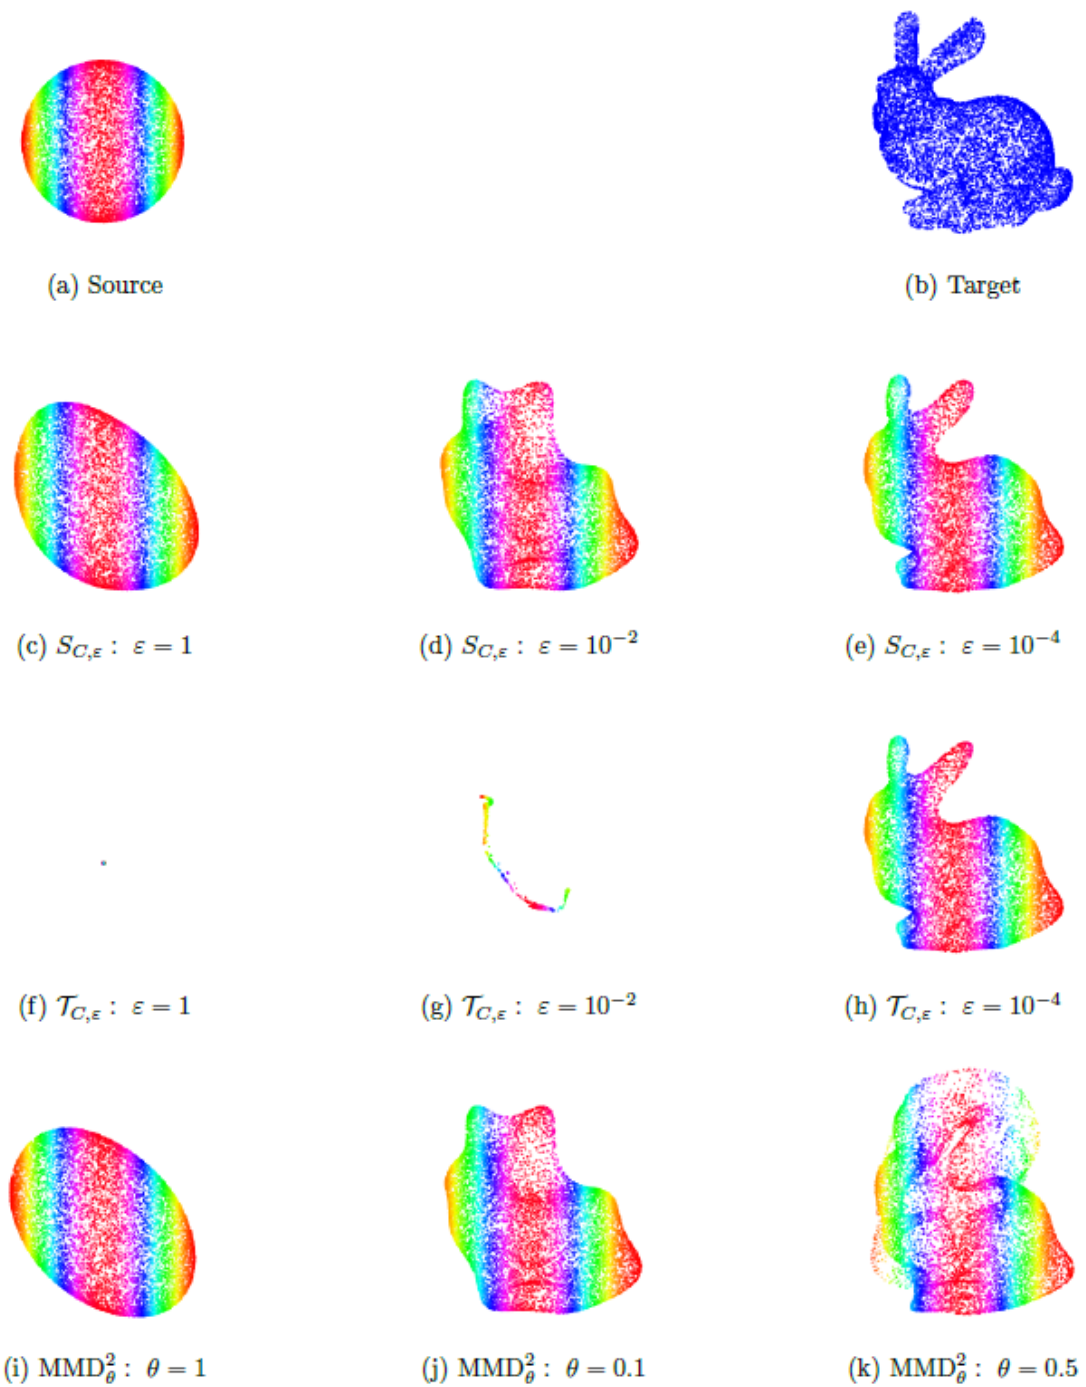 (a) Source
(b) Target
(c) $S_{C,\varepsilon}$ : $\varepsilon = 1$
(d) $S_{C,\varepsilon}$ : $\varepsilon = 10^{-2}$
(e) $S_{C,\varepsilon}$ : $\varepsilon = 10^{-4}$
(f) $\mathcal{T}_{C,\varepsilon}$ : $\varepsilon = 1$
(g) $\mathcal{T}_{C,\varepsilon}$ : $\varepsilon = 10^{-2}$
(h) $\mathcal{T}_{C,\varepsilon}$ : $\varepsilon = 10^{-4}$
(i) $\mathrm{MMD}^2_\theta$ : $\theta = 1$
(j) $\mathrm{MMD}^2_\theta$ : $\theta = 0.1$
(k) $\mathrm{MMD}^2_\theta$ : $\theta = 0.5$